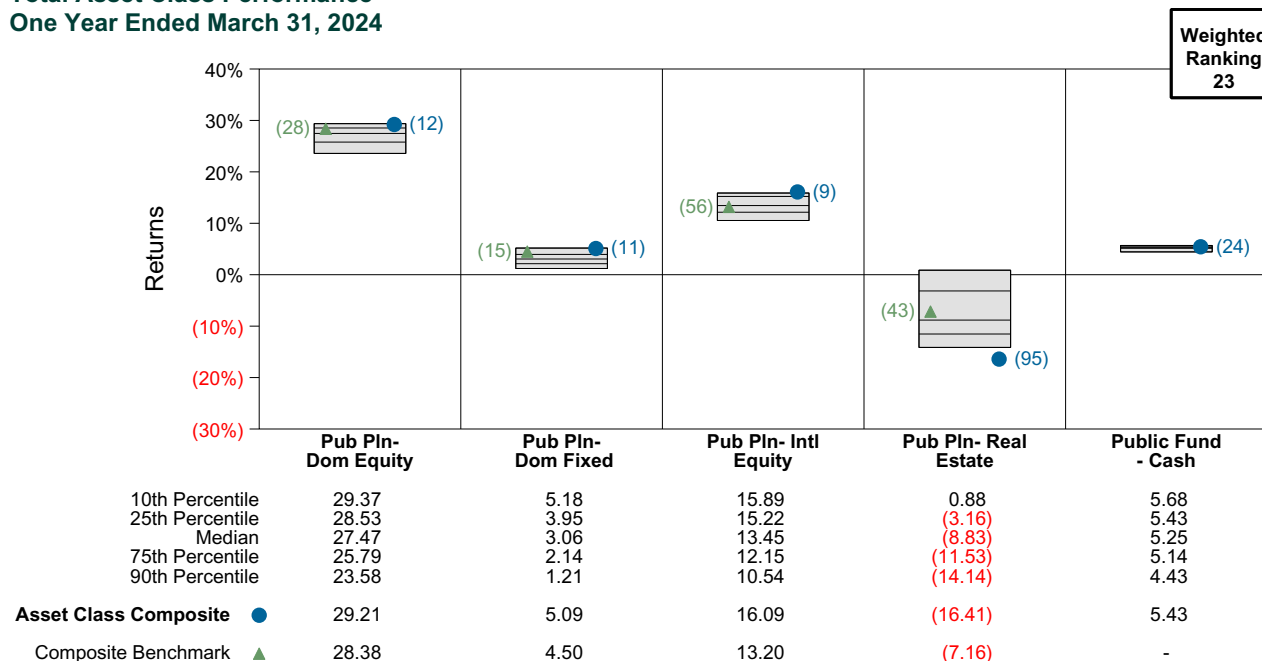 One Year Ended March 31, 2024
Weighted
Ranking
23
Returns
40%
30%
20%
10%
0%
(10%)
(20%)
(30%)
(28) (12)
(15) (11)
(56) (9)
(43) (95)
(24)
Pub Pln- Dom Equity
Pub Pln- Dom Fixed
Pub Pln- Intl Equity
Pub Pln- Real Estate
Public Fund - Cash
10th Percentile 29.37 5.18 15.89 0.88 5.68
25th Percentile 28.53 3.95 15.22 (3.16) 5.43
Median 27.47 3.06 13.45 (8.83) 5.25
75th Percentile 25.79 2.14 12.15 (11.53) 5.14
90th Percentile 23.58 1.21 10.54 (14.14) 4.43
Asset Class Composite 29.21 5.09 16.09 (16.41) 5.43
Composite Benchmark 28.38 4.50 13.20 (7.16) -